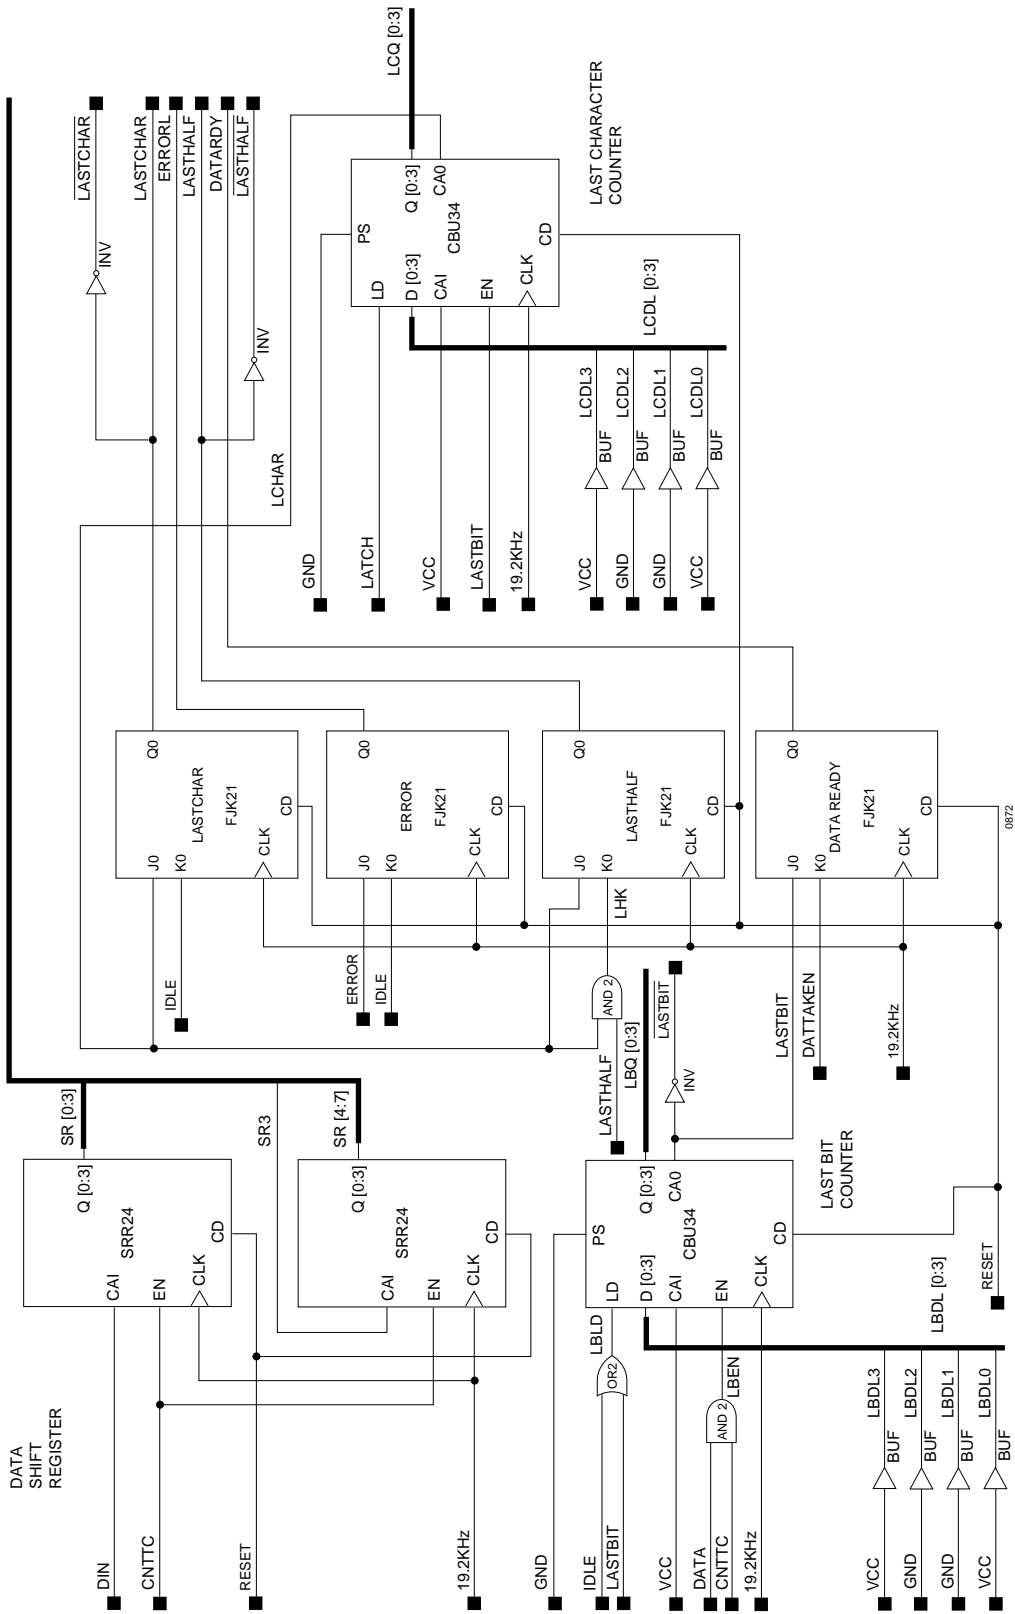 DATA
SHIFT
REGISTER
DIN
CNTTC
RESET
19.2KHz
CAI
EN
CLK
CD
SRR24
Q [0:3]
SR [0:3]
SR3
CAI
EN
CLK
CD
SRR24
Q [0:3]
SR [4:7]
GND
IDLE
LASTBIT
VCC
DATA
CNTTC
19.2KHz
OR2
AND 2
LBLD
LBEN
LD
PS
D [0:3]
CAI
EN
CLK
CD
CBU34
Q [0:3]
CA0
LAST BIT
COUNTER
LBQ [0:3]
LASTBIT
INV
VCC
GND
GND
VCC
BUF
BUF
BUF
BUF
LBDL3
LBDL2
LBDL1
LBDL0
LBDL [0:3]
RESET
IDLE
ERROR
IDLE
LASTHALF
AND 2
LHK
LASTBIT
DATTAKEN
19.2KHz
J0
K0
CLK
CD
LASTCHAR
FJK21
Q0
J0
K0
CLK
CD
ERROR
FJK21
Q0
J0
K0
CLK
CD
LASTHALF
FJK21
Q0
J0
K0
CLK
CD
DATA READY
FJK21
Q0
LCHAR
GND
LATCH
VCC
LASTBIT
19.2KHz
VCC
GND
GND
VCC
BUF
BUF
BUF
BUF
LCDL3
LCDL2
LCDL1
LCDL0
LCDL [0:3]
LD
PS
D [0:3]
CAI
EN
CLK
CD
CBU34
Q [0:3]
CA0
LAST CHARACTER
COUNTER
LCQ [0:3]
INV
INV
LASTCHAR
LASTCHAR
ERRORL
LASTHALF
DATARDY
LASTHALF
0872